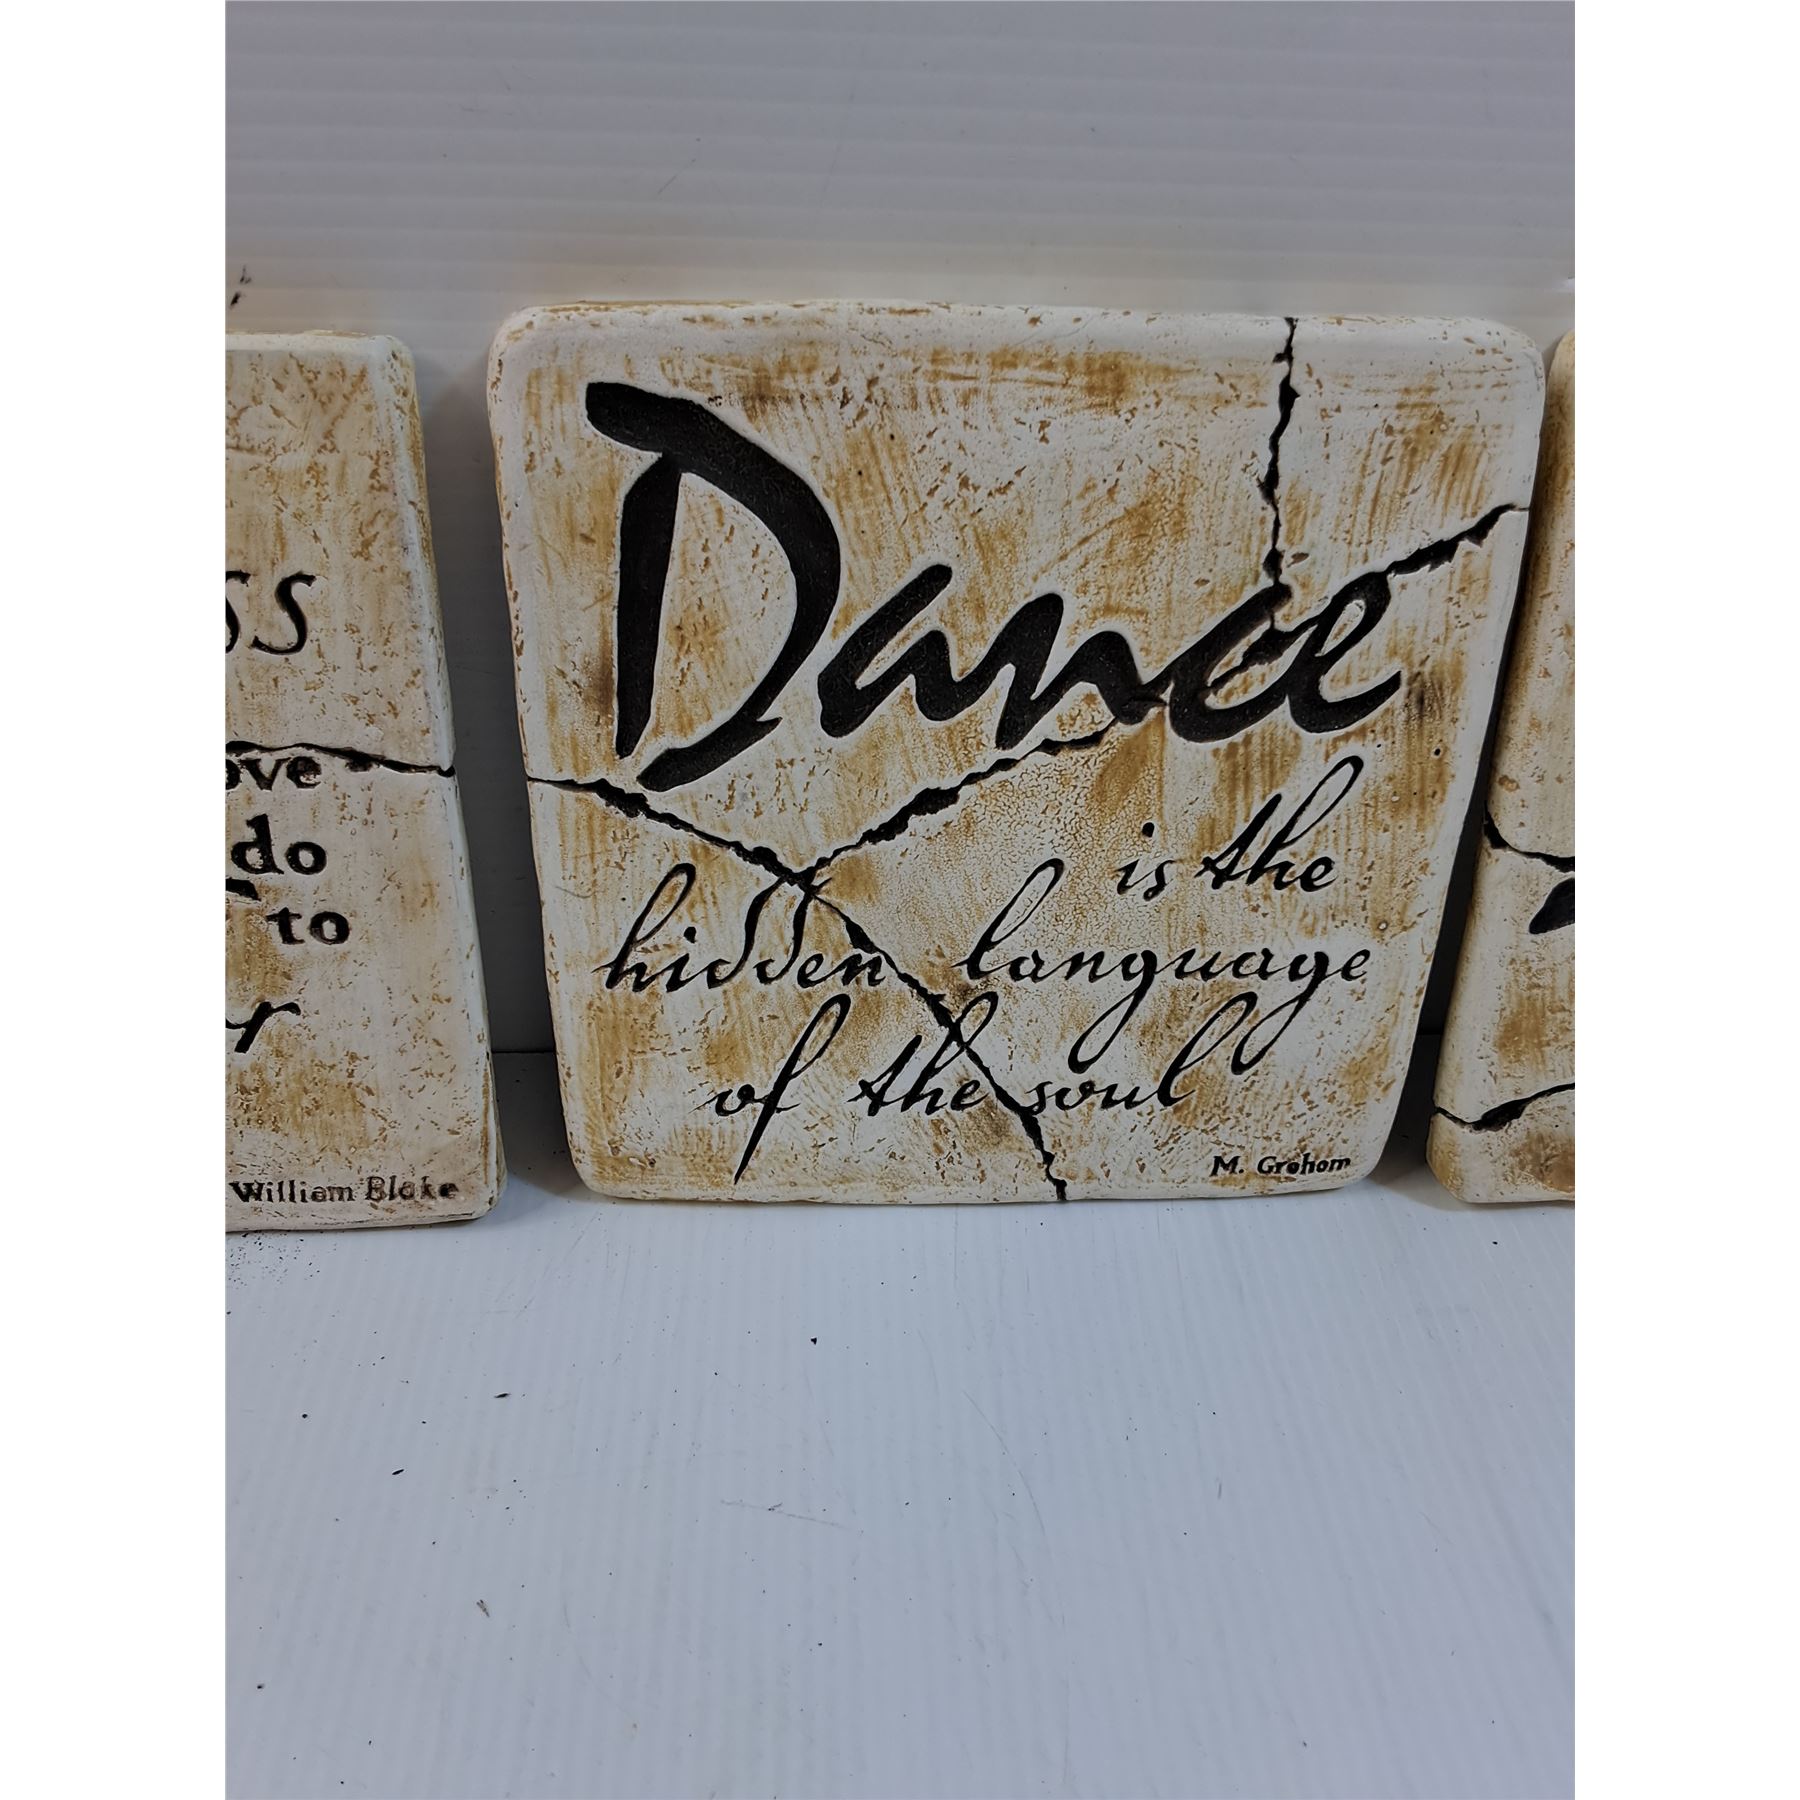 ss
ove
do
to
y
William Blake
Dance
is the
hidden language
of the soul
M. Graham